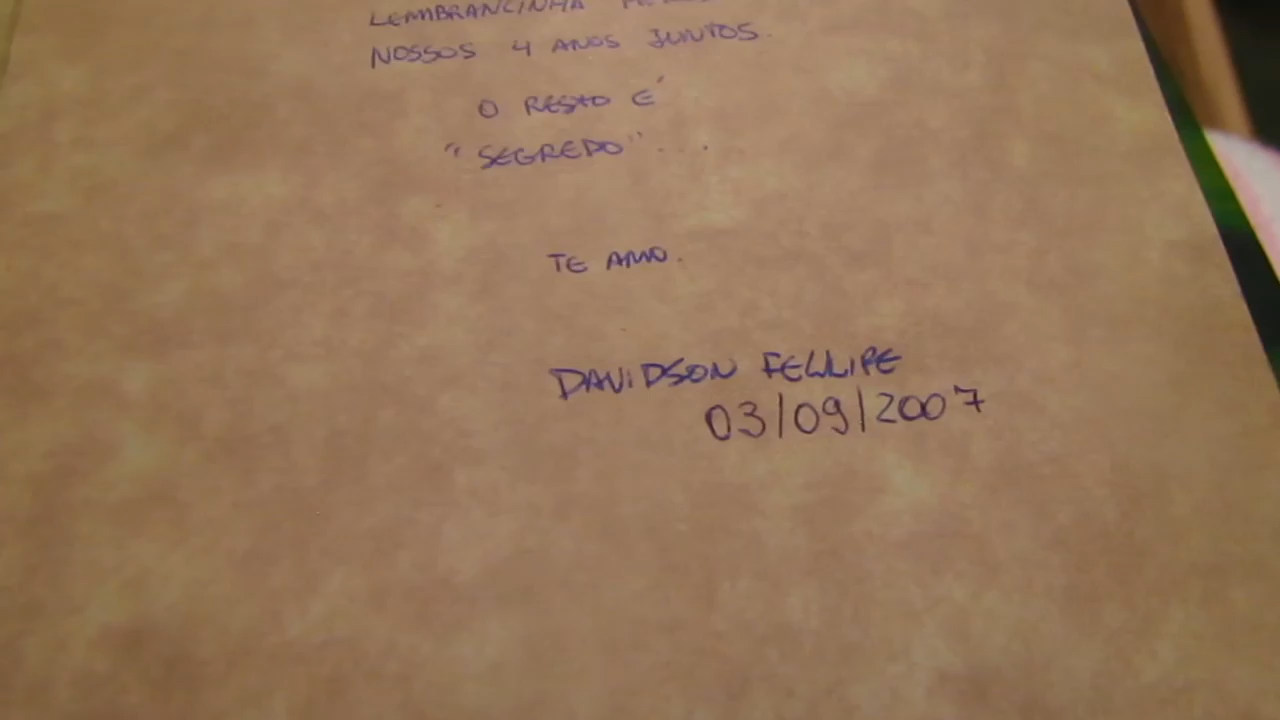 LEMBRANCINHA
NOSSOS 4 ANOS JUNTOS.
O RESTO É
"SEGREDO"...
TE AMO.
DAVIDSON FELLIPE
03/09/2007